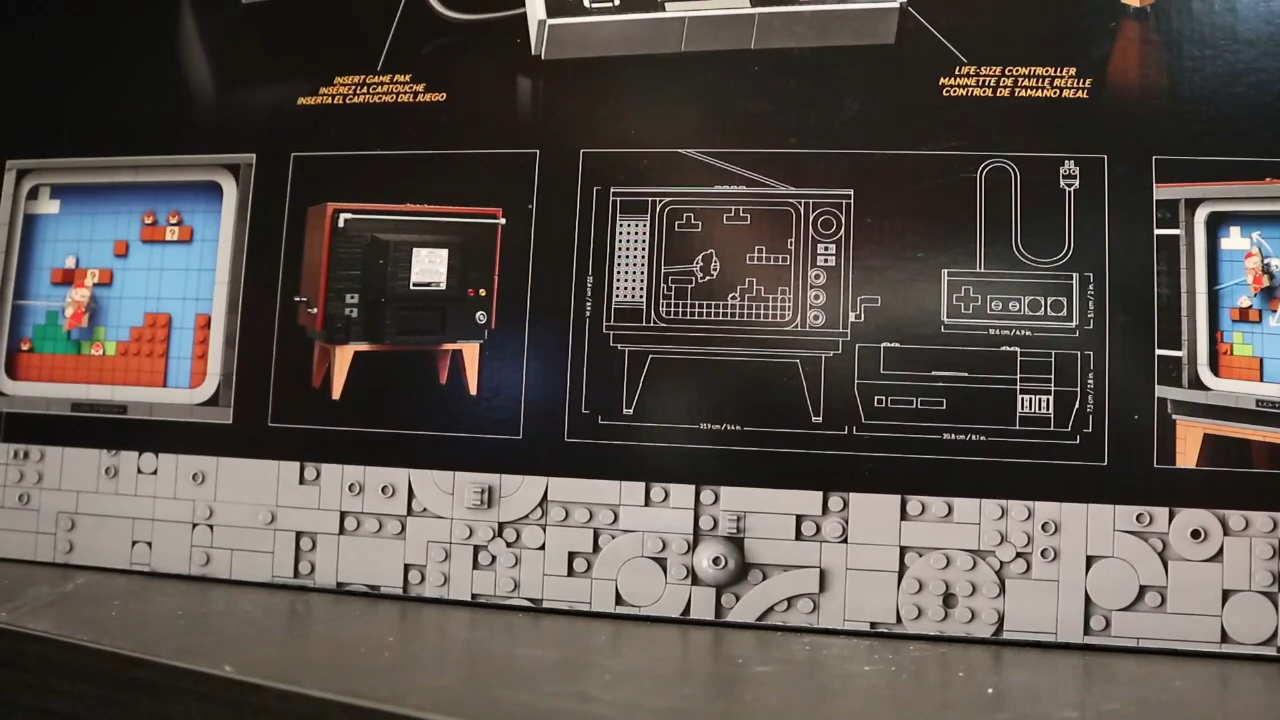 INSERT GAME PAK
INSÉREZ LA CARTOUCHE
INSERTA EL CARTUCHO DEL JUEGO
LIFE-SIZE CONTROLLER
MANNETTE DE TAILLE RÉELLE
CONTROL DE TAMAÑO REAL
12.6 cm / 4.9 in.
20.8 cm / 8.1 in.